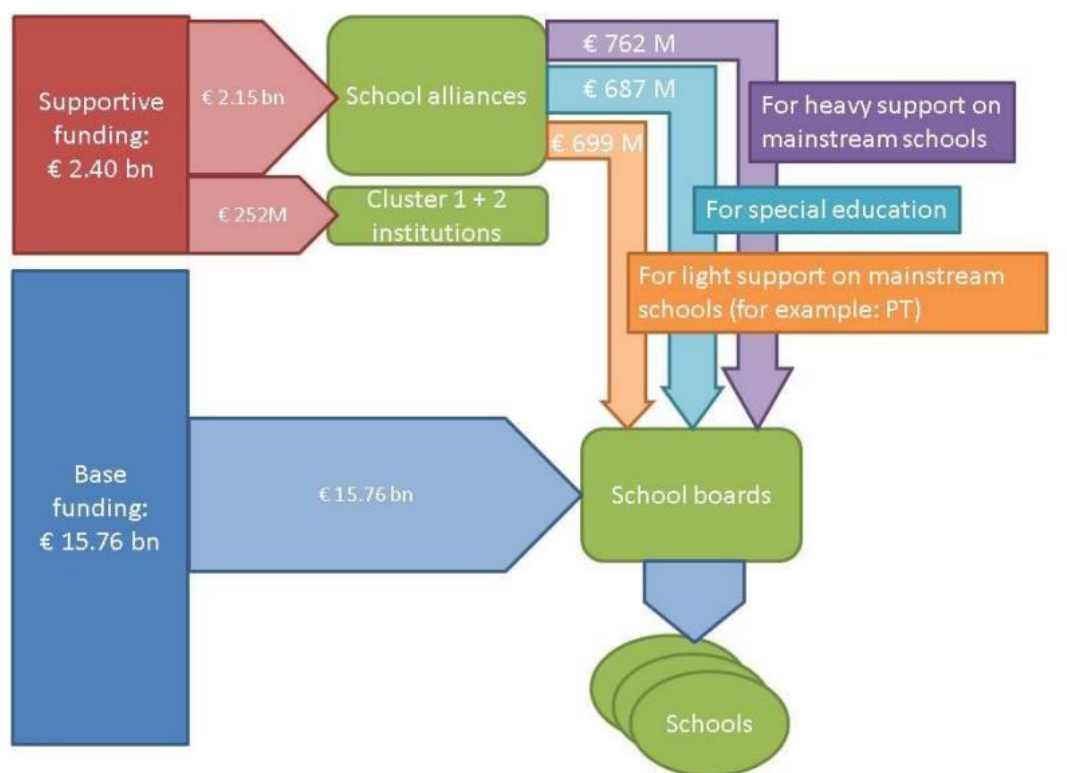 Supportive
funding:
€ 2.40 bn
€ 2.15 bn
School alliances
€ 762 M
€ 687 M
€ 699 M
For heavy support on
mainstream schools
€ 252M
Cluster 1 + 2
institutions
For special education
For light support on mainstream
schools (for example: PT)
Base
funding:
€ 15.76 bn
€ 15.76 bn
School boards
Schools